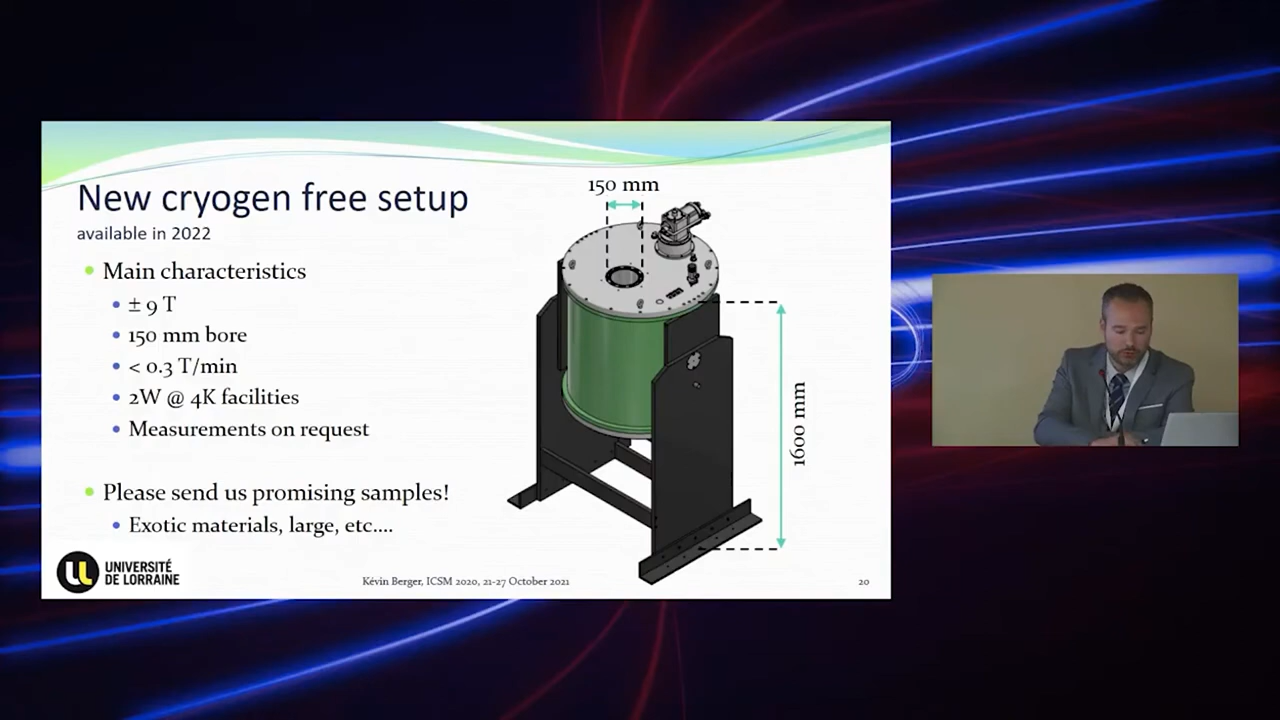 New cryogen free setup
available in 2022
Main characteristics
± 9 T
150 mm bore
< 0.3 T/min
2W @ 4K facilities
Measurements on request
Please send us promising samples!
Exotic materials, large, etc....
150 mm
1600 mm
UNIVERSITÉ
DE LORRAINE
Kévin Berger, ICSM 2020, 21-27 October 2021
20